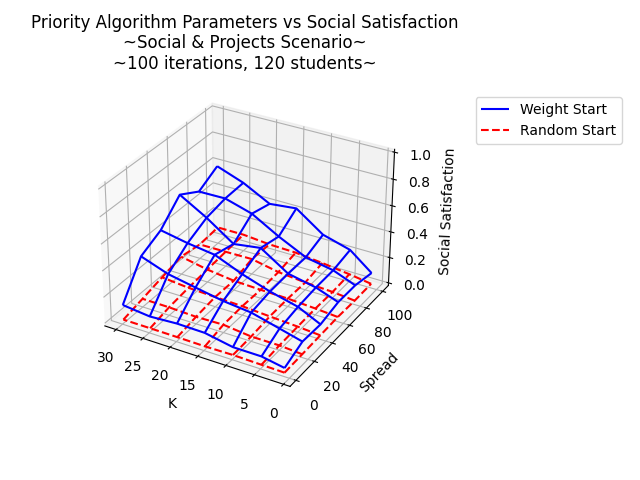 Priority Algorithm Parameters vs Social Satisfaction
~Social & Projects Scenario~
~100 iterations, 120 students~
Weight Start
Random Start
1.0
0.8
0.6
0.4
0.2
0.0
Social Satisfaction
100
80
60
40
20
0
Spread
30
25
20
15
10
5
0
K